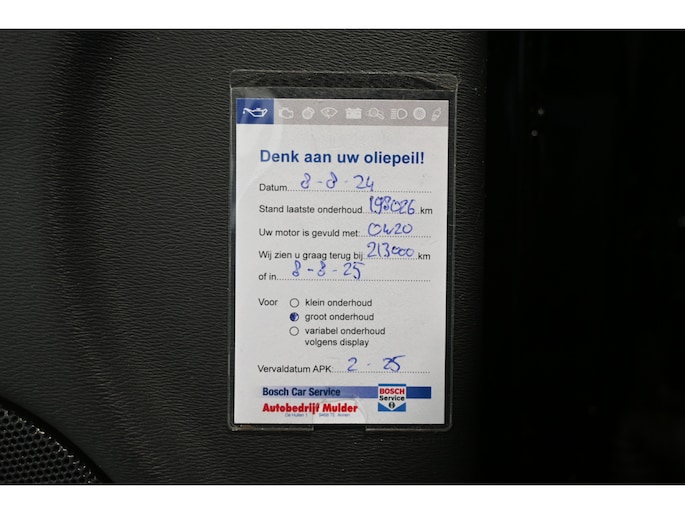 Denk aan uw oliepeil!
Datum 8-8-24
Stand laatste onderhoud 198026 km
Uw motor is gevuld met: 0W20
Wij zien u graag terug bij: 213000 km
of in 8-8-25
Voor klein onderhoud
groot onderhoud
variabel onderhoud
volgens display
Vervaldatum APK: 2-25
Bosch Car Service
BOSCH
Service
Autobedrijf Mulder